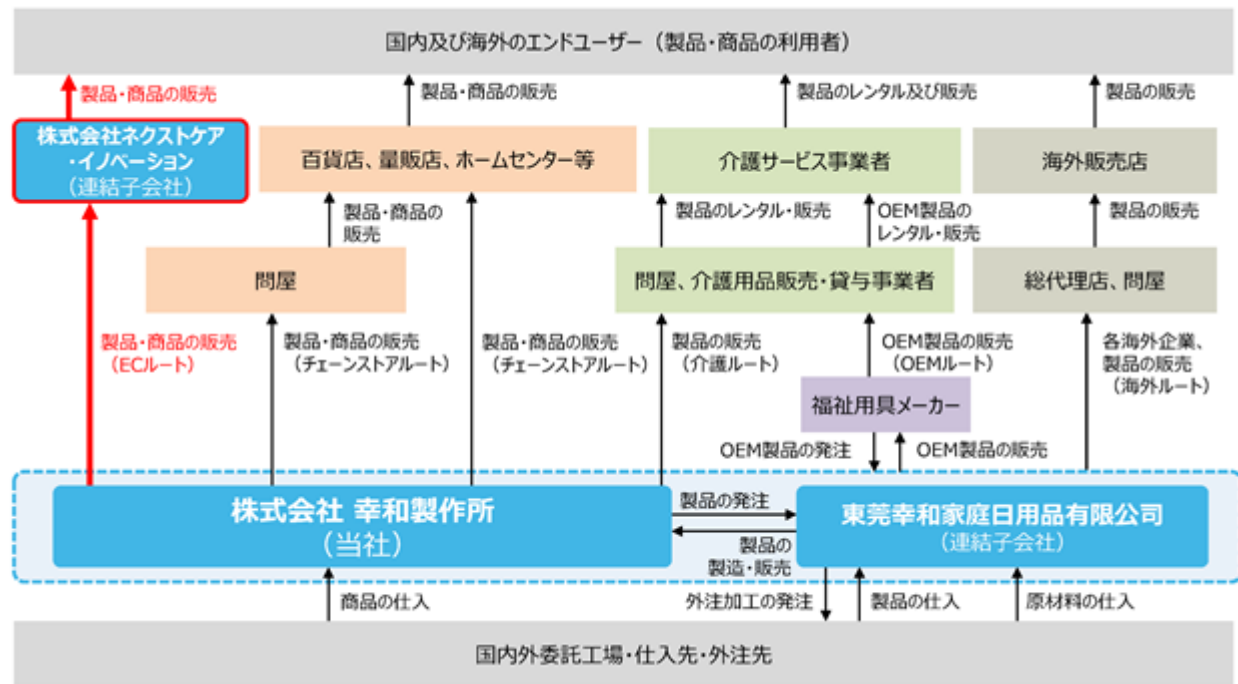 国内及び海外のエンドユーザー（製品・商品の利用者）
製品・商品の販売
製品・商品の販売
製品のレンタル及び販売
製品の販売
株式会社ネクストケア
・イノベーション
（連結子会社）
百貨店、量販店、ホームセンター等
介護サービス事業者
海外販売店
製品・商品の
販売
製品のレンタル・販売
OEM製品の
レンタル・販売
製品の販売
問屋
問屋、介護用品販売・貸与事業者
総代理店、問屋
製品・商品の販売
（ECルート）
製品・商品の販売
（チェーンストアルート）
製品・商品の販売
（チェーンストアルート）
製品の販売
（介護ルート）
OEM製品の販売
（OEMルート）
各海外企業、
製品の販売
（海外ルート）
福祉用具メーカー
OEM製品の発注
OEM製品の販売
株式会社 幸和製作所
（当社）
製品の発注
製品の
製造・販売
東莞幸和家庭日用品有限公司
（連結子会社）
商品の仕入
外注加工の発注
製品の仕入
原材料の仕入
国内外委託工場・仕入先・外注先